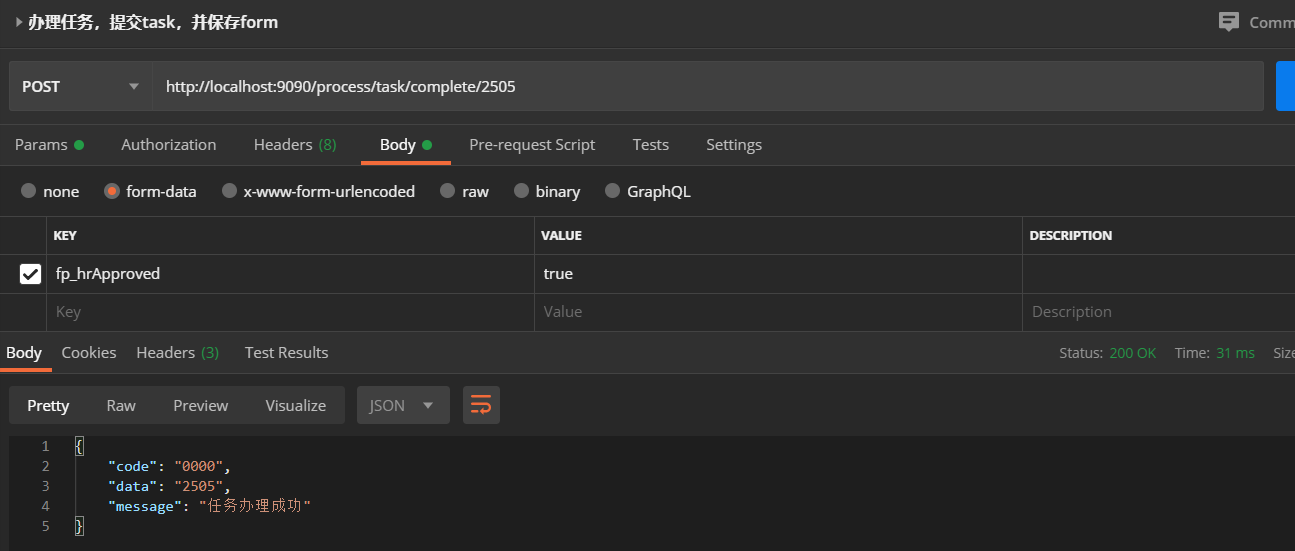 办理任务，提交task，并保存form
Comm
POST http://localhost:9090/process/task/complete/2505
Params Authorization Headers (8) Body Pre-request Script Tests Settings
none form-data x-www-form-urlencoded raw binary GraphQL
KEY VALUE DESCRIPTION
fp_hrApproved true
Key Value Description
Body Cookies Headers (3) Test Results Status: 200 OK Time: 31 ms Size
Pretty Raw Preview Visualize JSON
1 {
2 "code": "0000",
3 "data": "2505",
4 "message": "任务办理成功"
5 }